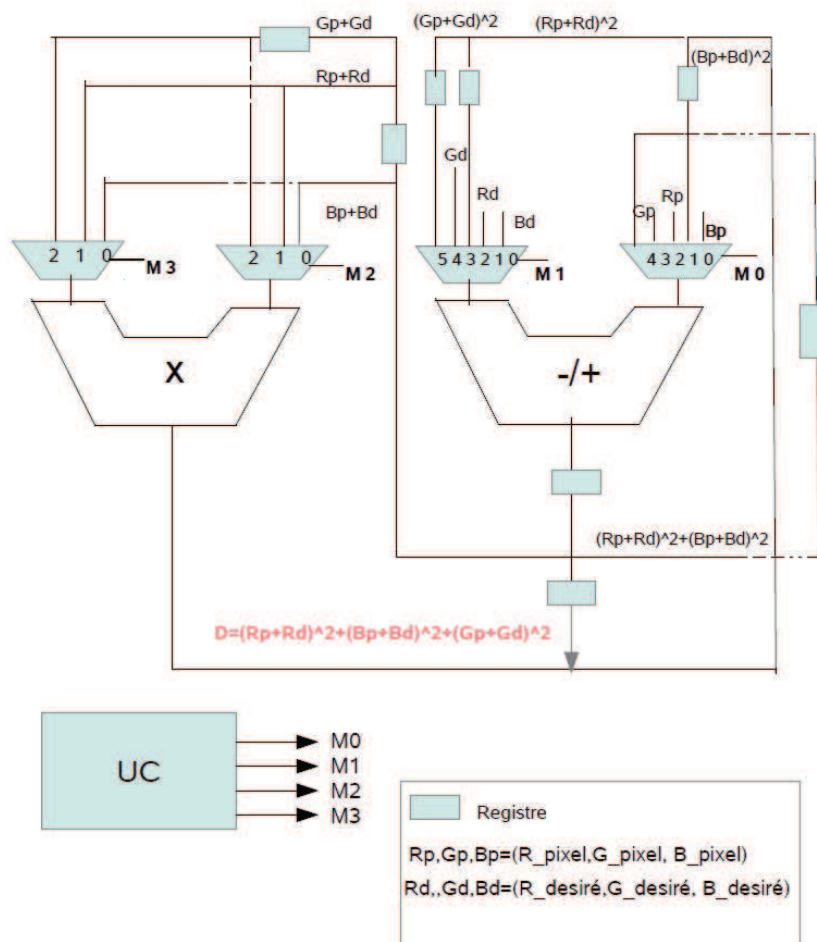 Gp+Gd
(Gp+Gd)^2
(Rp+Rd)^2
(Bp+Bd)^2
Rp+Rd
Gd
Rd
Bd
Rp
Gp
Bp
Bp+Bd
2 1 0
M 3
2 1 0
M 2
5 4 3 2 1 0
M 1
4 3 2 1 0
M 0
X
-/+
(Rp+Rd)^2+(Bp+Bd)^2
D=(Rp+Rd)^2+(Bp+Bd)^2+(Gp+Gd)^2
UC
M0
M1
M2
M3
Registre
Rp,Gp,Bp=(R_pixel,G_pixel, B_pixel)
Rd,,Gd,Bd=(R_desiré,G_desiré, B_desiré)